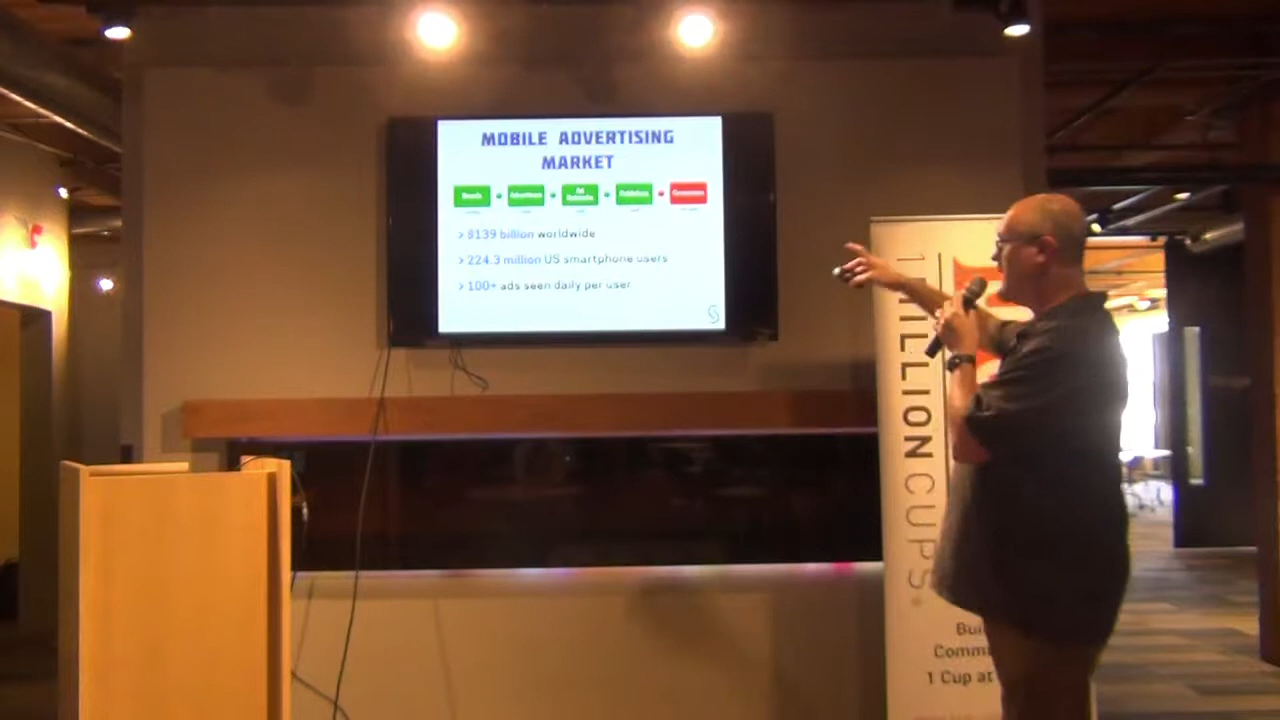 MOBILE ADVERTISING
MARKET
Brands
Advertisers
Ad
Networks
Publishers
Consumers
> $139 billion worldwide
> 224.3 million US smartphone users
> 100+ ads seen daily per user
1 MILLION CUPS
Comm
1 Cup at